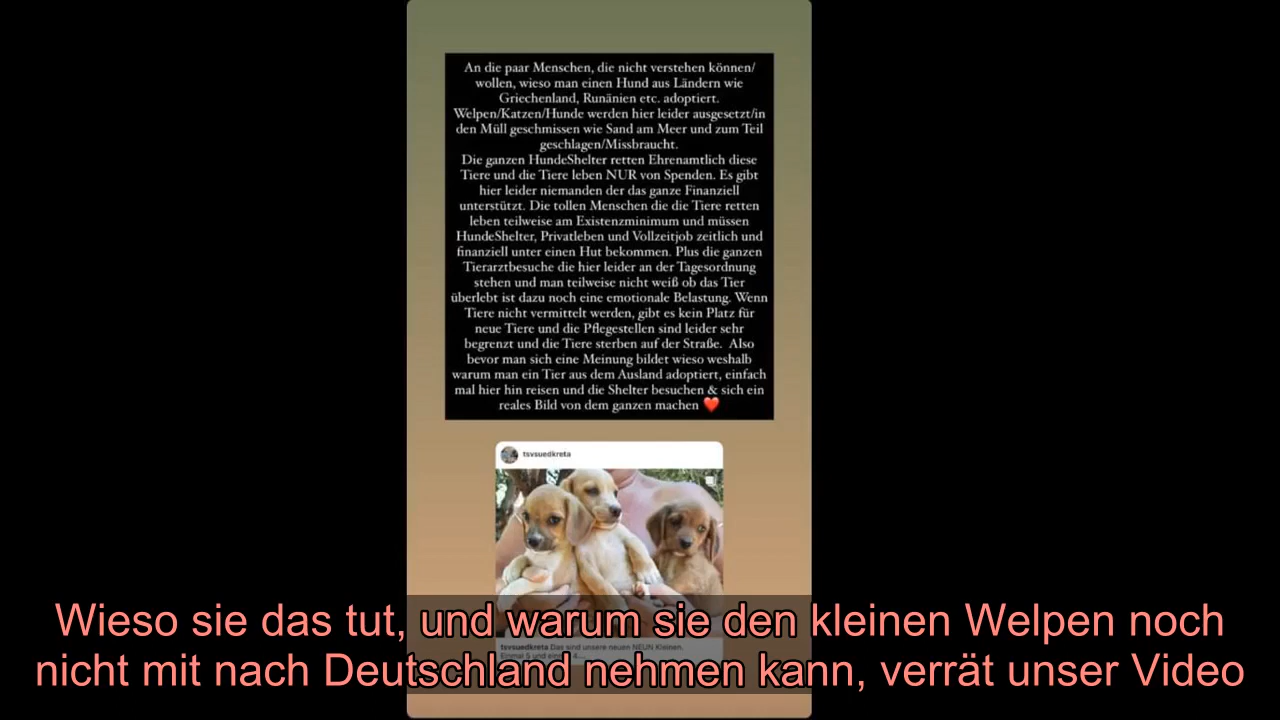 An die paar Menschen, die nicht verstehen können/
wollen, wieso man einen Hund aus Ländern wie
Griechenland, Runänien etc. adoptiert.
Welpen/Katzen/Hunde werden hier leider ausgesetzt/in
den Müll geschmissen wie Sand am Meer und zum Teil
geschlagen/Missbraucht.
Die ganzen HundeShelter retten Ehrenamtlich diese
Tiere und die Tiere leben NUR von Spenden. Es gibt
hier leider niemanden der das ganze Finanziell
unterstützt. Die tollen Menschen die die Tiere retten
leben teilweise am Existenzminimum und müssen
HundeShelter, Privatleben und Vollzeitjob zeitlich und
finanziell unter einen Hut bekommen. Plus die ganzen
Tierarztbesuche die hier leider an der Tagesordnung
stehen und man teilweise nicht weiß ob das Tier
überlebt ist dazu noch eine emotionale Belastung. Wenn
Tiere nicht vermittelt werden, gibt es kein Platz für
neue Tiere und die Pflegestellen sind leider sehr
begrenzt und die Tiere sterben auf der Straße. Also
bevor man sich eine Meinung bildet wieso weshalb
warum man ein Tier aus dem Ausland adoptiert, einfach
mal hier hin reisen und die Shelter besuchen & sich ein
reales Bild von dem ganzen machen ❤️
tsvsuedkreta
Wieso sie das tut, und warum sie den kleinen Welpen noch
tsvsuedkreta Das sind unsere neuen NEUN Kleinen.
Einmal 5 und
nicht mit nach Deutschland nehmen kann, verrät unser Video